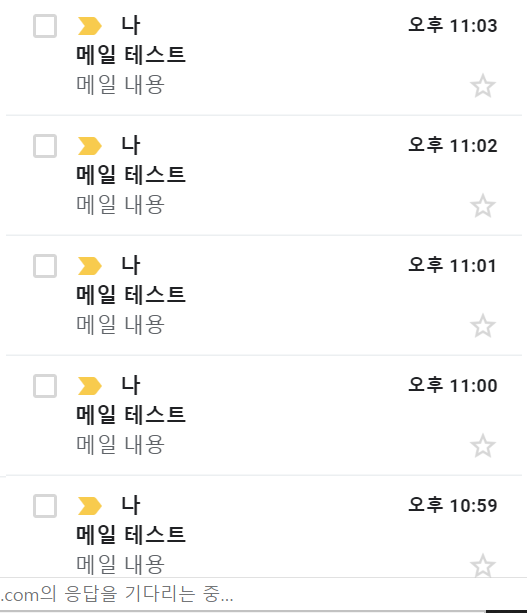 나 오후 11:03
메일 테스트
메일 내용
나 오후 11:02
메일 테스트
메일 내용
나 오후 11:01
메일 테스트
메일 내용
나 오후 11:00
메일 테스트
메일 내용
나 오후 10:59
메일 테스트
메일 내용
.com의 응답을 기다리는 중...